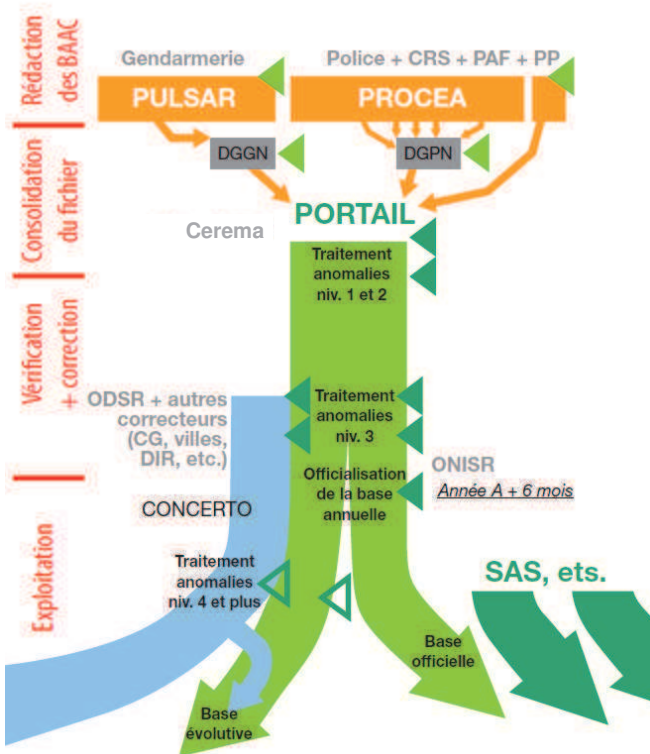 Rédaction
des BAAC
Gendarmerie
Police + CRS + PAF + PP
PULSAR
PROCEA
Consolidation
du fichier
DGGN
DGPN
PORTAIL
Cerema
Traitement
anomalies
niv. 1 et 2
Vérification
+ correction
ODSR + autres
correcteurs
(CG, villes,
DIR, etc.)
Traitement
anomalies
niv. 3
Officialisation
de la base
annuelle
ONISR
Année A + 6 mois
Exploitation
CONCERTO
Traitement
anomalies
niv. 4 et plus
SAS, ets.
Base
officielle
Base
évolutive